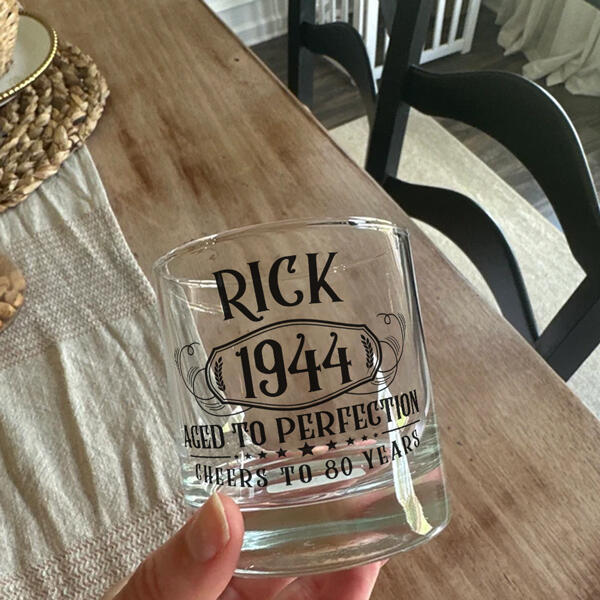 RICK
1944
AGED TO PERFECTION
CHEERS TO 80 YEARS